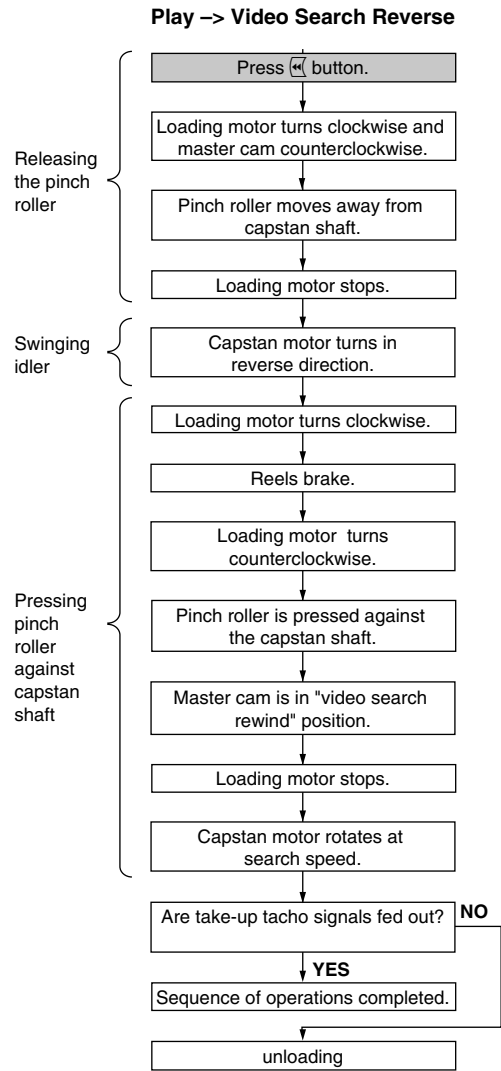 Play –> Video Search Reverse
Press button.
Releasing
the pinch
roller
Loading motor turns clockwise and
master cam counterclockwise.
Pinch roller moves away from
capstan shaft.
Loading motor stops.
Swinging
idler
Capstan motor turns in
reverse direction.
Pressing
pinch
roller
against
capstan
shaft
Loading motor turns clockwise.
Reels brake.
Loading motor turns
counterclockwise.
Pinch roller is pressed against
the capstan shaft.
Master cam is in "video search
rewind" position.
Loading motor stops.
Capstan motor rotates at
search speed.
Are take-up tacho signals fed out?
NO
YES
Sequence of operations completed.
unloading